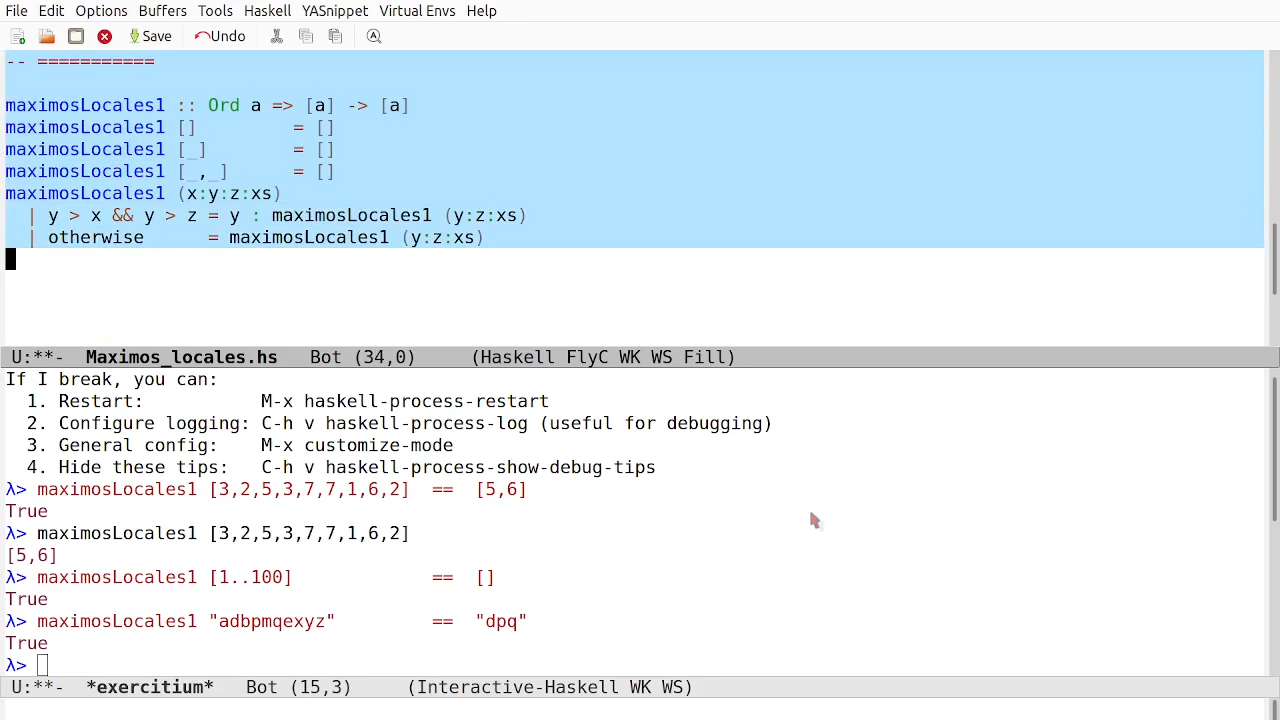 File Edit Options Buffers Tools Haskell YASnippet Virtual Envs Help
Save Undo
-- ===========
maximosLocales1 :: Ord a => [a] -> [a]
maximosLocales1 []         = []
maximosLocales1 [_]        = []
maximosLocales1 [_,_]      = []
maximosLocales1 (x:y:z:xs)
  | y > x && y > z = y : maximosLocales1 (y:z:xs)
  | otherwise      = maximosLocales1 (y:z:xs)
U:**-  Maximos_locales.hs   Bot (34,0)     (Haskell FlyC WK WS Fill)
If I break, you can:
  1. Restart:           M-x haskell-process-restart
  2. Configure logging: C-h v haskell-process-log (useful for debugging)
  3. General config:    M-x customize-mode
  4. Hide these tips:   C-h v haskell-process-show-debug-tips
λ> maximosLocales1 [3,2,5,3,7,7,1,6,2]  ==  [5,6]
True
λ> maximosLocales1 [3,2,5,3,7,7,1,6,2]
[5,6]
λ> maximosLocales1 [1..100]             ==  []
True
λ> maximosLocales1 "adbpmqexyz"         ==  "dpq"
True
λ>
U:**-  *exercitium*   Bot (15,3)     (Interactive-Haskell WK WS)